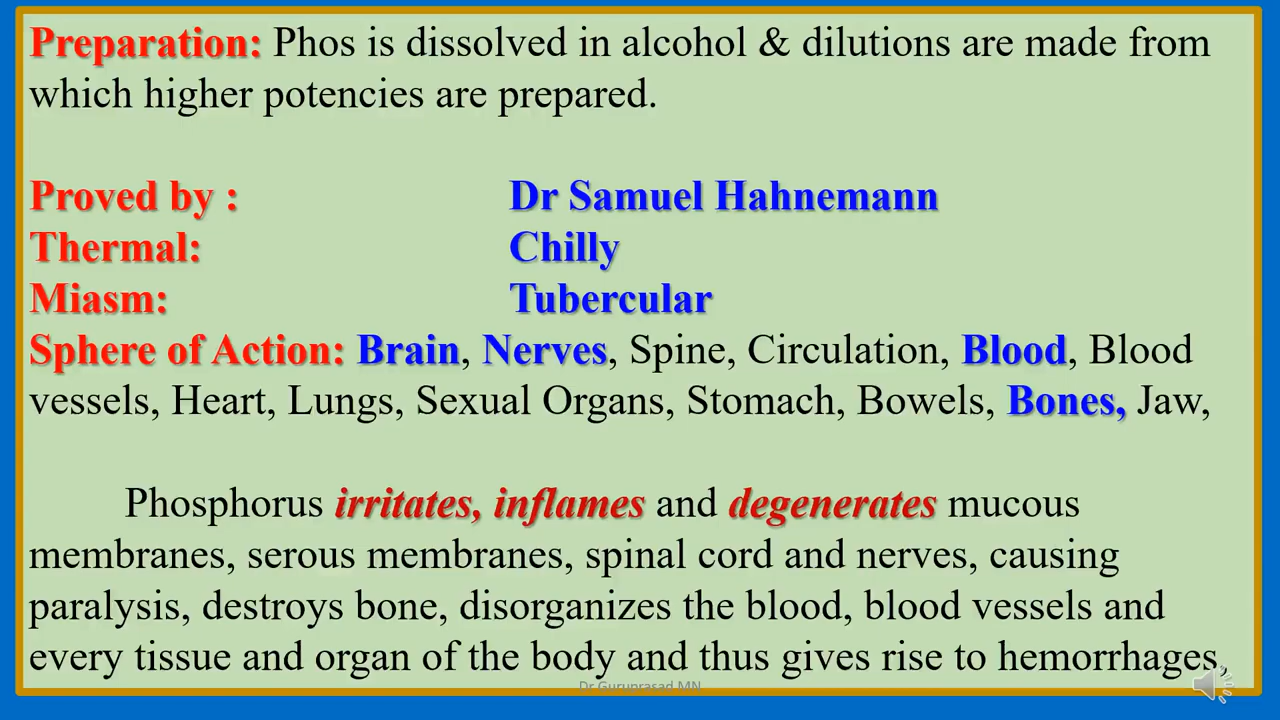 Preparation: Phos is dissolved in alcohol & dilutions are made from
which higher potencies are prepared.
Proved by : Dr Samuel Hahnemann
Thermal: Chilly
Miasm: Tubercular
Sphere of Action: Brain, Nerves, Spine, Circulation, Blood, Blood
vessels, Heart, Lungs, Sexual Organs, Stomach, Bowels, Bones, Jaw,
Phosphorus irritates, inflames and degenerates mucous
membranes, serous membranes, spinal cord and nerves, causing
paralysis, destroys bone, disorganizes the blood, blood vessels and
every tissue and organ of the body and thus gives rise to hemorrhages,
Dr Guruprasad MN